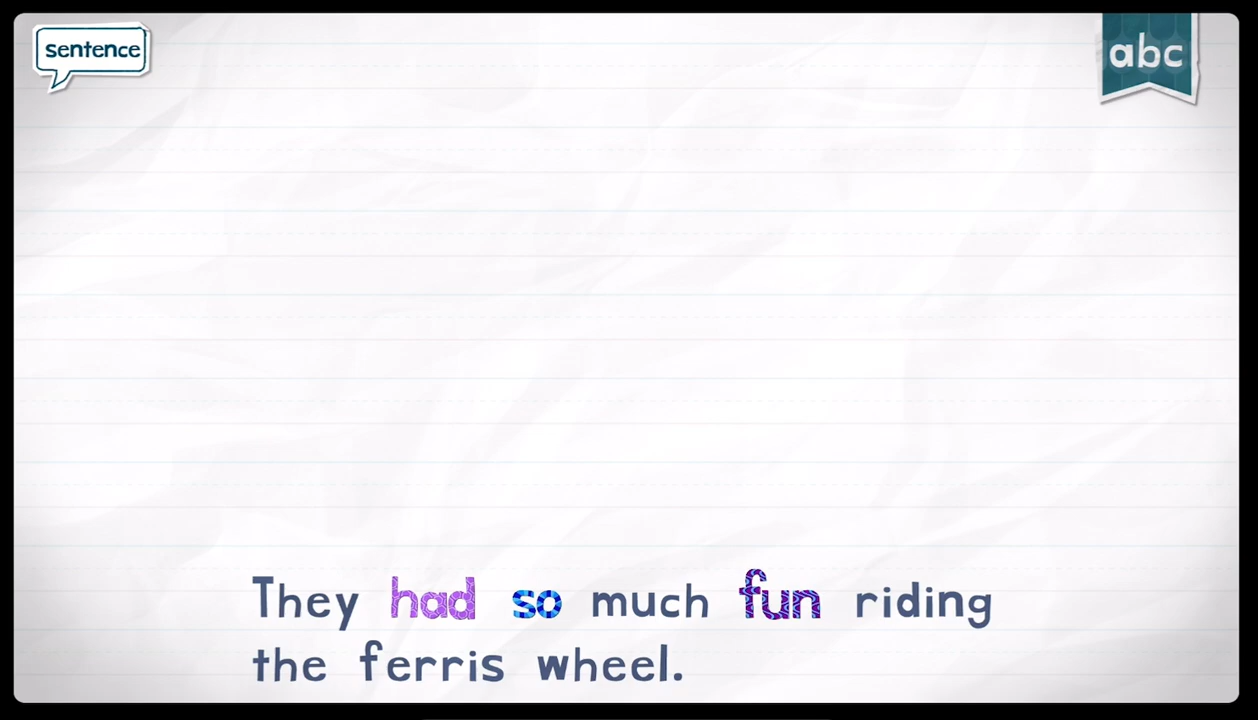 sentence
abc
They had so much fun riding
the ferris wheel.